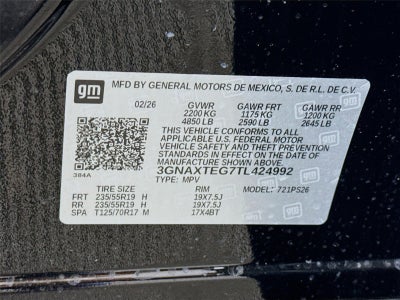 gm
MFD BY GENERAL MOTORS DE MEXICO, S. DE R.L. DE C.V.
02/26 GVWR GAWR FRT GAWR RR
2200 KG 1175 KG 1200 KG
4850 LB 2590 LB 2645 LB
THIS VEHICLE CONFORMS TO ALL
APPLICABLE U.S. FEDERAL MOTOR
VEHICLE SAFETY, BUMPER, AND THEFT
PREVENTION STANDARDS IN EFFECT ON
THE DATE OF MANUFACTURE SHOWN ABOVE.
3GNAXTEG7TL424992
384A TYPE: MPV MODEL: 721PS26
TIRE SIZE RIM
FRT 235/55R19 H 19X7.5J
RR 235/55R19 H 19X7.5J
SPA T125/70R17 M 17X4BT